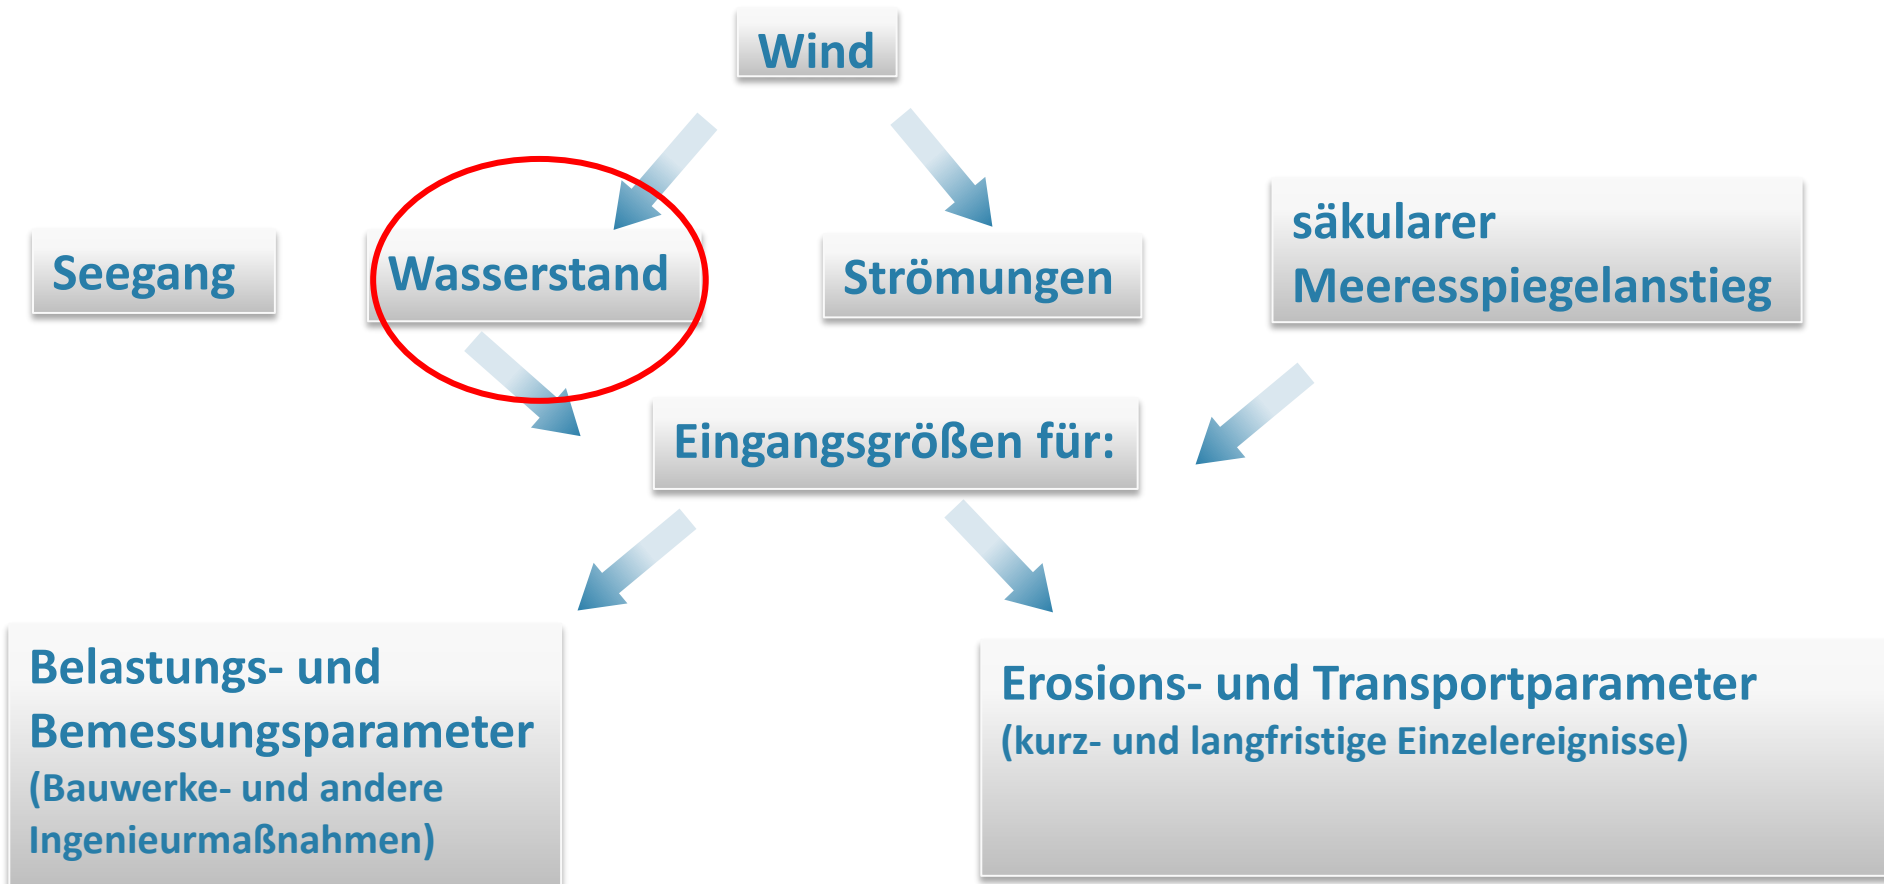 Wind
Seegang
Wasserstand
Strömungen
säkularer
Meeresspiegelanstieg
Eingangsgrößen für:
Belastungs- und
Bemessungsparameter
(Bauwerke- und andere
Ingenieurmaßnahmen)
Erosions- und Transportparameter
(kurz- und langfristige Einzelereignisse)